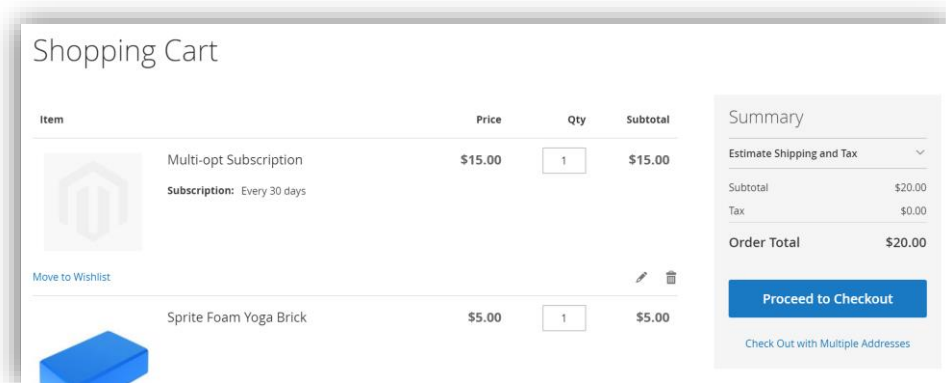 Shopping Cart
Item Price Qty Subtotal
Multi-opt Subscription $15.00 1 $15.00
Subscription: Every 30 days
Move to Wishlist
Sprite Foam Yoga Brick $5.00 1 $5.00
Summary
Estimate Shipping and Tax
Subtotal $20.00
Tax $0.00
Order Total $20.00
Proceed to Checkout
Check Out with Multiple Addresses